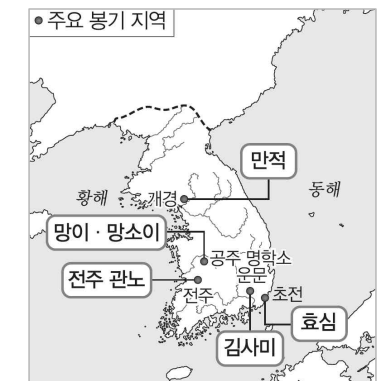 주요 봉기 지역
만적
황해
개경
동해
망이 · 망소이
공주 명학소
운문
전주 관노
전주
초전
효심
김사미